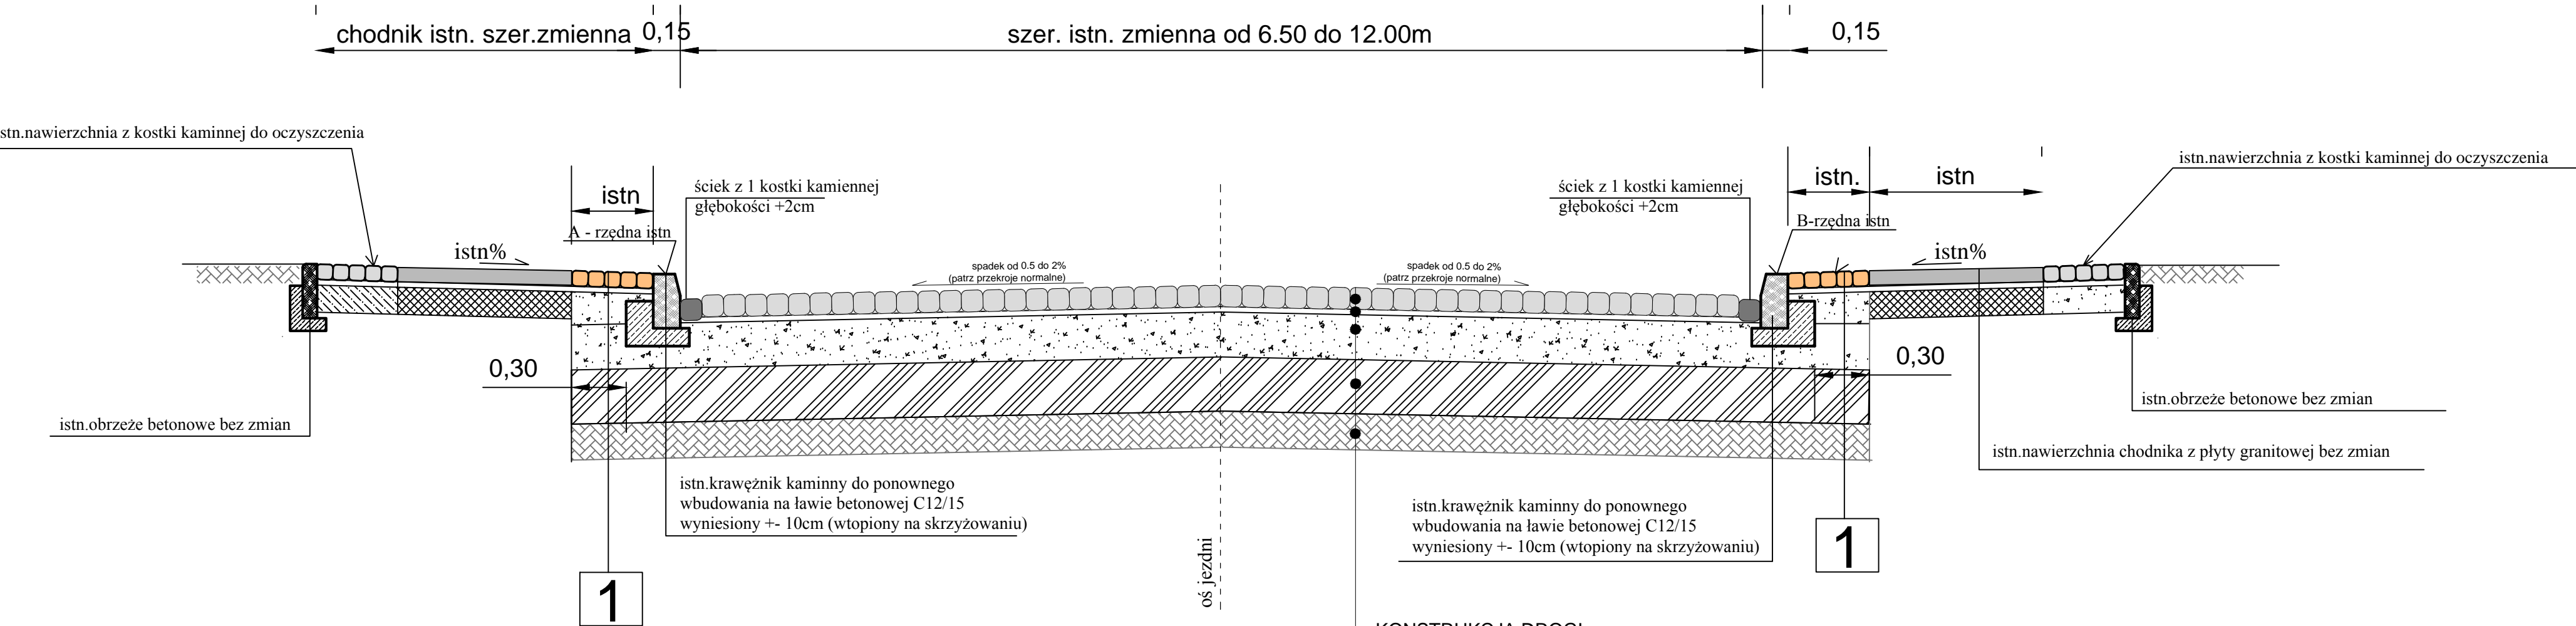 chodnik istn. szer.zmienna
0,15
szer. istn. zmienna od 6.50 do 12.00m
0,15
stn.nawierzchnia z kostki kaminnej do oczyszczenia
istn.nawierzchnia z kostki kaminnej do oczyszczenia
istn
ściek z 1 kostki kamiennej
głębokości +2cm
ściek z 1 kostki kamiennej
głębokości +2cm
istn.
istn
A - rzędna istn
B-rzędna istn
istn%
istn%
spadek od 0.5 do 2%
(patrz przekroje normalne)
spadek od 0.5 do 2%
(patrz przekroje normalne)
0,30
0,30
istn.obrzeże betonowe bez zmian
istn.obrzeże betonowe bez zmian
istn.nawierzchnia chodnika z płyty granitowej bez zmian
istn.krawężnik kaminny do ponownego
wbudowania na ławie betonowej C12/15
wyniesiony +- 10cm (wtopiony na skrzyżowaniu)
istn.krawężnik kaminny do ponownego
wbudowania na ławie betonowej C12/15
wyniesiony +- 10cm (wtopiony na skrzyżowaniu)
oś jezdni
1
1
KONSTRUKCJA DROGI